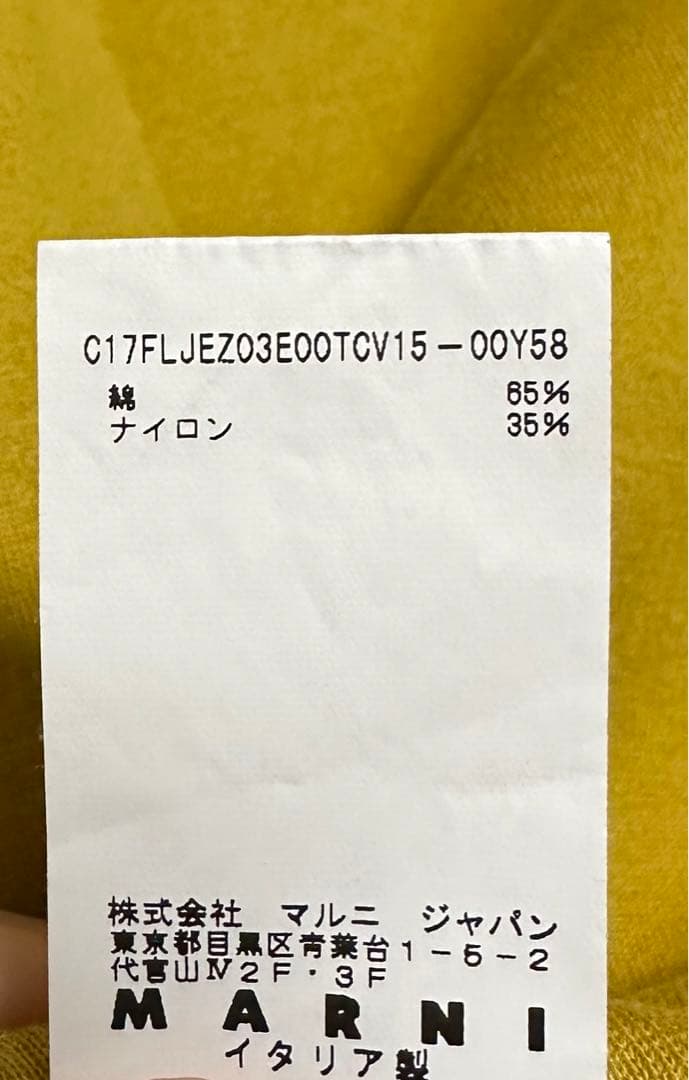 C17FLJEZ03E00TCV15-00Y58
綿 65%
ナイロン 35%
株式会社 マルニ ジャパン
東京都目黒区青葉台1-5-2
代官山Ⅳ2F・3F
MARNI
イタリア製